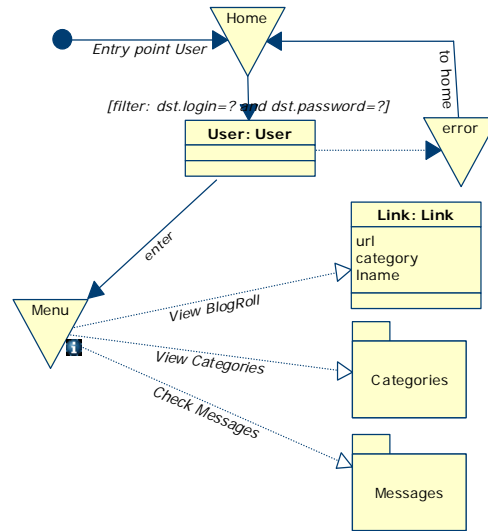 Home
Entry point User
to home
[filter: dst.login=? and dst.password=?]
error
User: User
Link: Link
url
category
lname
enter
View BlogRoll
Menu
i
View Categories
Categories
Check Messages
Messages